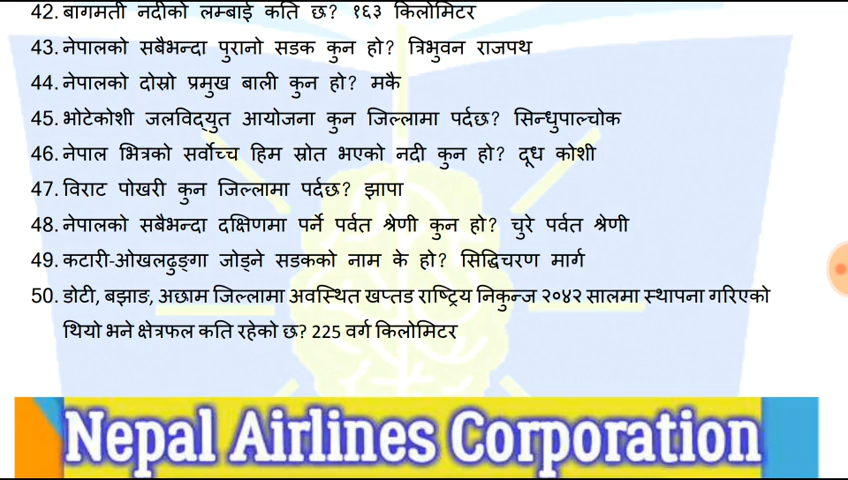 42. बागमती नदीको लम्बाई कति छ? १६३ किलोमिटर
43. नेपालको सबैभन्दा पुरानो सडक कुन हो? त्रिभुवन राजपथ
44. नेपालको दोस्रो प्रमुख बाली कुन हो? मकै
45. भोटेकोशी जलविद्युत आयोजना कुन जिल्लामा पर्दछ? सिन्धुपाल्चोक
46. नेपाल भित्रको सर्वोच्च हिम स्रोत भएको नदी कुन हो? दूध कोशी
47. विराट पोखरी कुन जिल्लामा पर्दछ? झापा
48. नेपालको सबैभन्दा दक्षिणमा पर्ने पर्वत श्रेणी कुन हो? चुरे पर्वत श्रेणी
49. कटारी-ओखलढुङ्गा जोड्ने सडकको नाम के हो? सिद्धिचरण मार्ग
50. डोटी, बझाङ, अछाम जिल्लामा अवस्थित खप्तड राष्ट्रिय निकुन्ज २०४२ सालमा स्थापना गरिएको
थियो भने क्षेत्रफल कति रहेको छ? 225 वर्ग किलोमिटर
Nepal Airlines Corporation